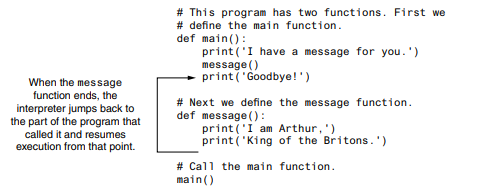 # This program has two functions. First we
# define the main function.
def main():
    print('I have a message for you.')
    message()
    print('Goodbye!')
# Next we define the message function.
def message():
    print('I am Arthur,')
    print('King of the Britons.')
# Call the main function.
main()
When the message
function ends, the
interpreter jumps back to
the part of the program that
called it and resumes
execution from that point.